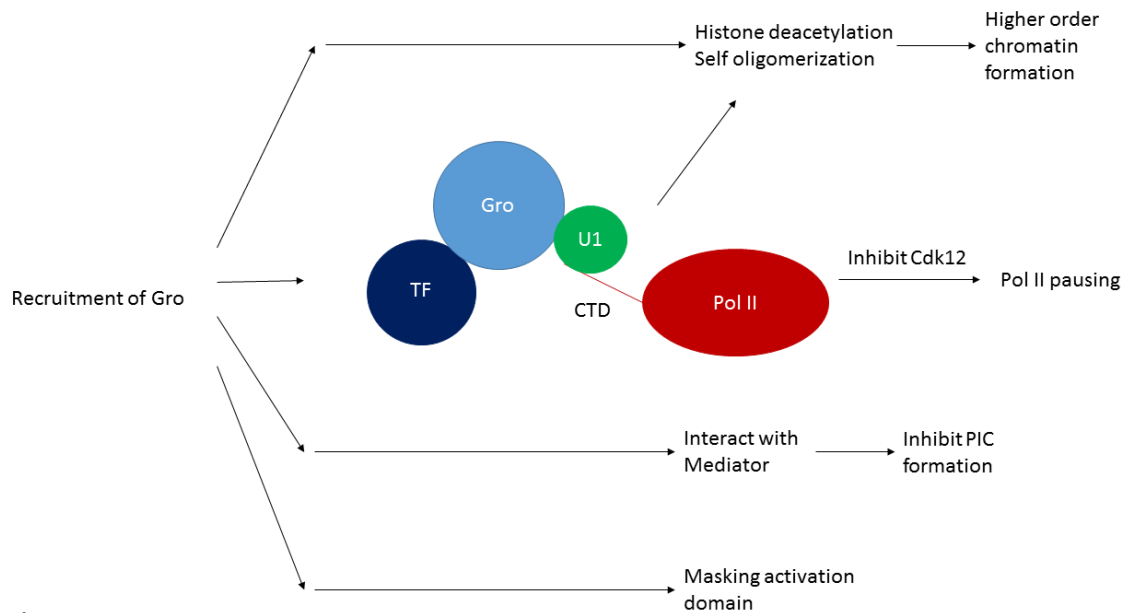 Histone deacetylation
Self oligomerization
Higher order
chromatin
formation
Gro
U1
TF
CTD
Pol II
Inhibit Cdk12
Pol II pausing
Recruitment of Gro
Interact with
Mediator
Inhibit PIC
formation
Masking activation
domain